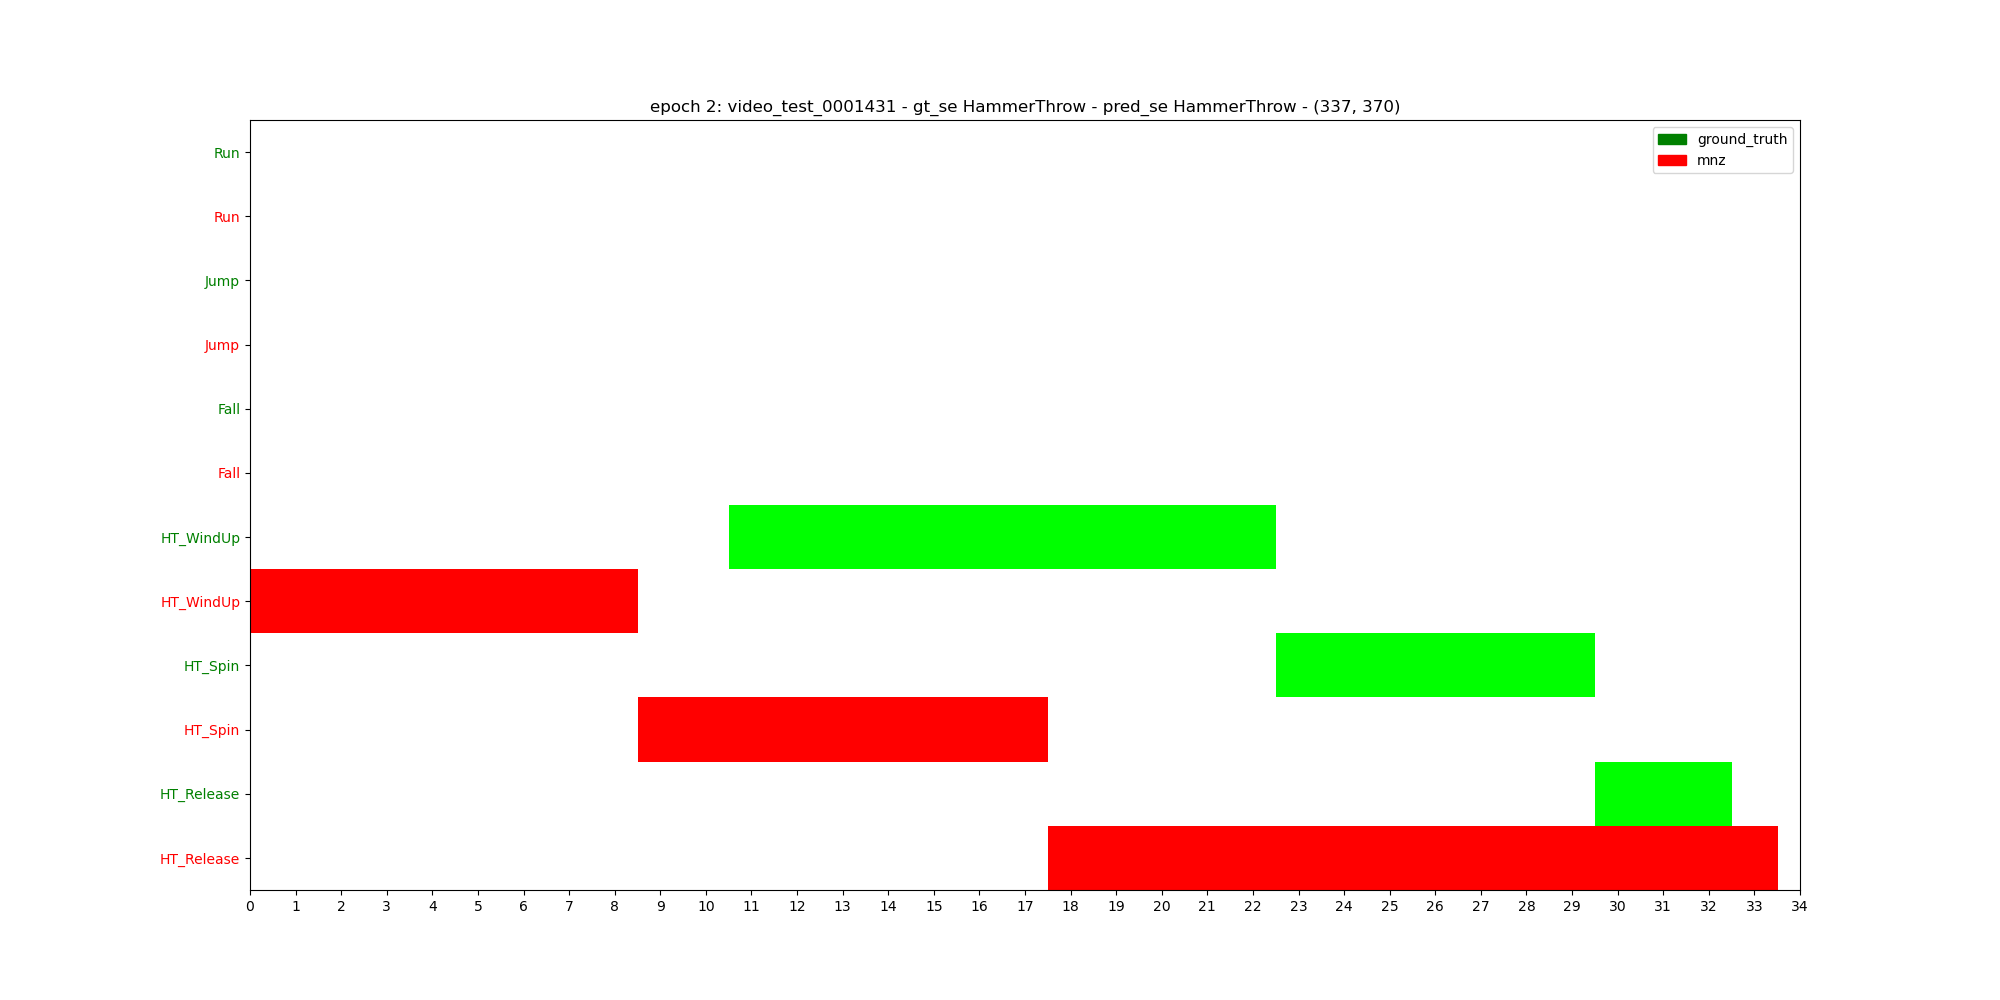 epoch 2: video_test_0001431 - gt_se HammerThrow - pred_se HammerThrow - (337, 370)
ground_truth
mnz
Run
Run
Jump
Jump
Fall
Fall
HT_WindUp
HT_WindUp
HT_Spin
HT_Spin
HT_Release
HT_Release
0 1 2 3 4 5 6 7 8 9 10 11 12 13 14 15 16 17 18 19 20 21 22 23 24 25 26 27 28 29 30 31 32 33 34